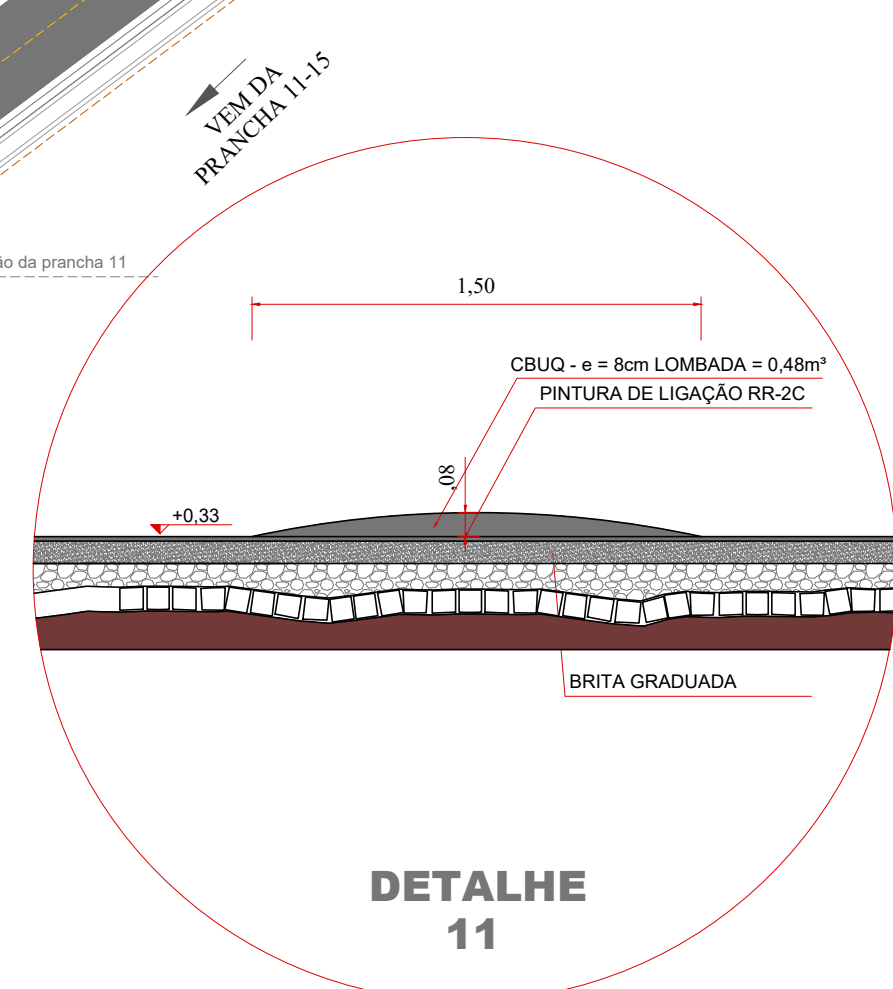 VEM DA
PRANCHA 11-15
ão da prancha 11
1,50
CBUQ - e = 8cm LOMBADA = 0,48m³
PINTURA DE LIGAÇÃO RR-2C
,08
+0,33
BRITA GRADUADA
DETALHE
11